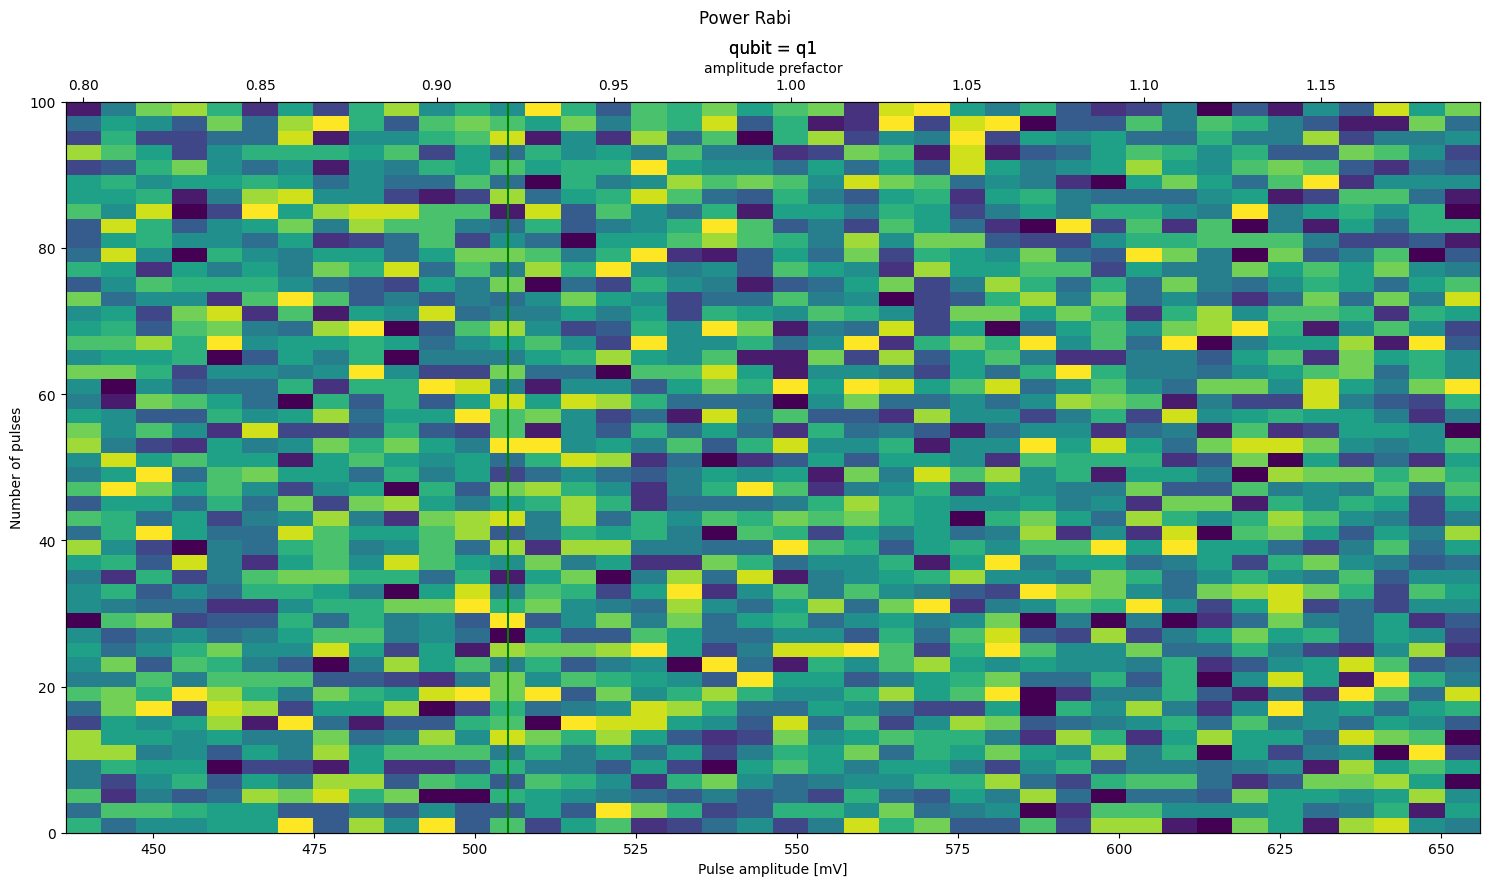 Power Rabi
qubit = q1
amplitude prefactor
0.80 0.85 0.90 0.95 1.00 1.05 1.10 1.15
100
80
60
40
20
0
Number of pulses
450 475 500 525 550 575 600 625 650
Pulse amplitude [mV]